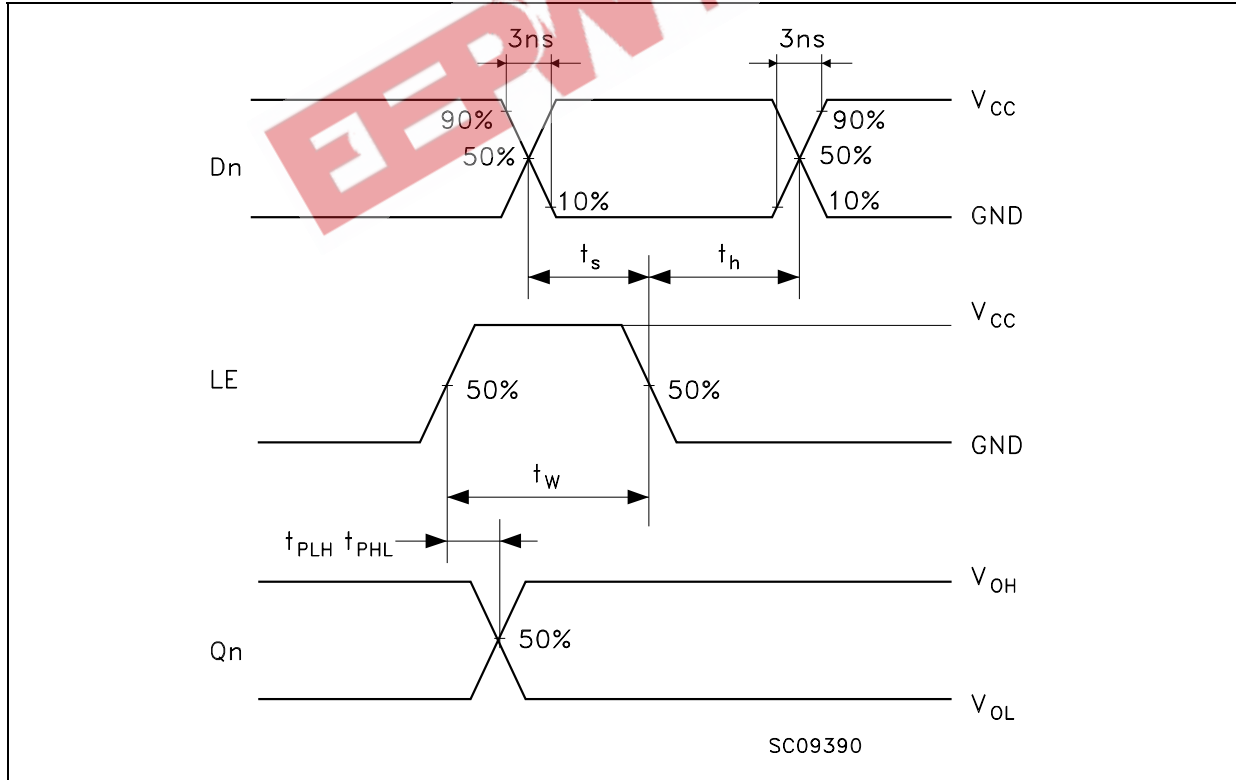 3ns 3ns
V CC
90% 90%
Dn 50% 50%
10% 10%
GND
t s t h
V CC
LE 50% 50%
GND
t W
t PLH t PHL
V OH
Qn 50%
V OL
SC09390